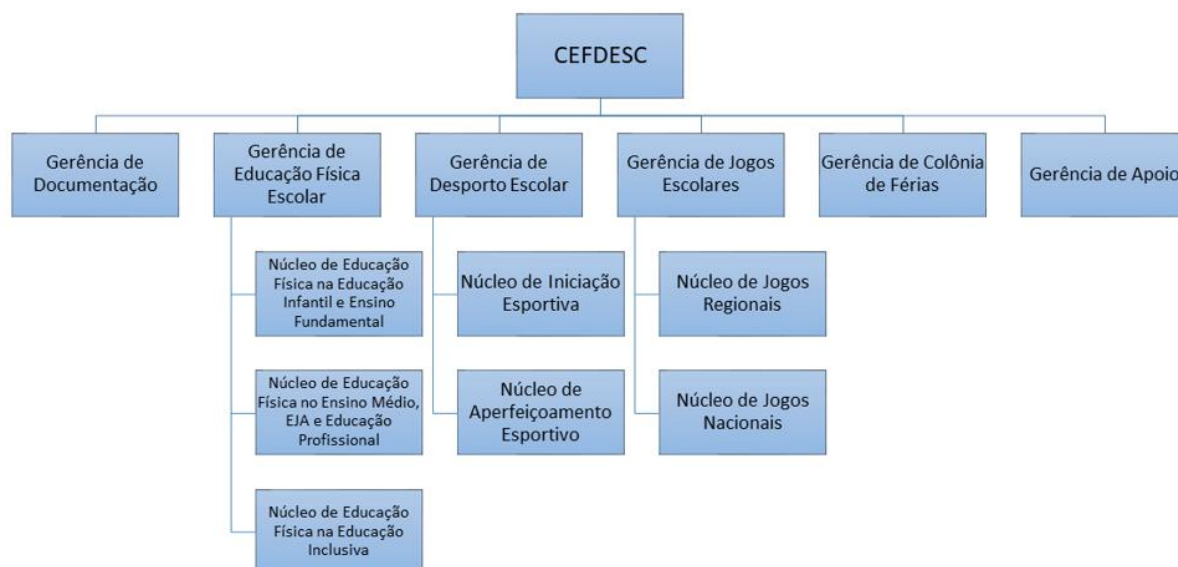 CEFDESC
Gerência de
Documentação
Gerência de
Educação Física
Escolar
Gerência de
Desporto Escolar
Gerência de Jogos
Escolares
Gerência de Colônia
de Férias
Gerência de Apoio
Núcleo de Educação
Física na Educação
Infantil e Ensino
Fundamental
Núcleo de Iniciação
Esportiva
Núcleo de Jogos
Regionais
Núcleo de Educação
Física no Ensino Médio,
EJA e Educação
Profissional
Núcleo de
Aperfeiçoamento
Esportivo
Núcleo de Jogos
Nacionais
Núcleo de Educação
Física na Educação
Inclusiva